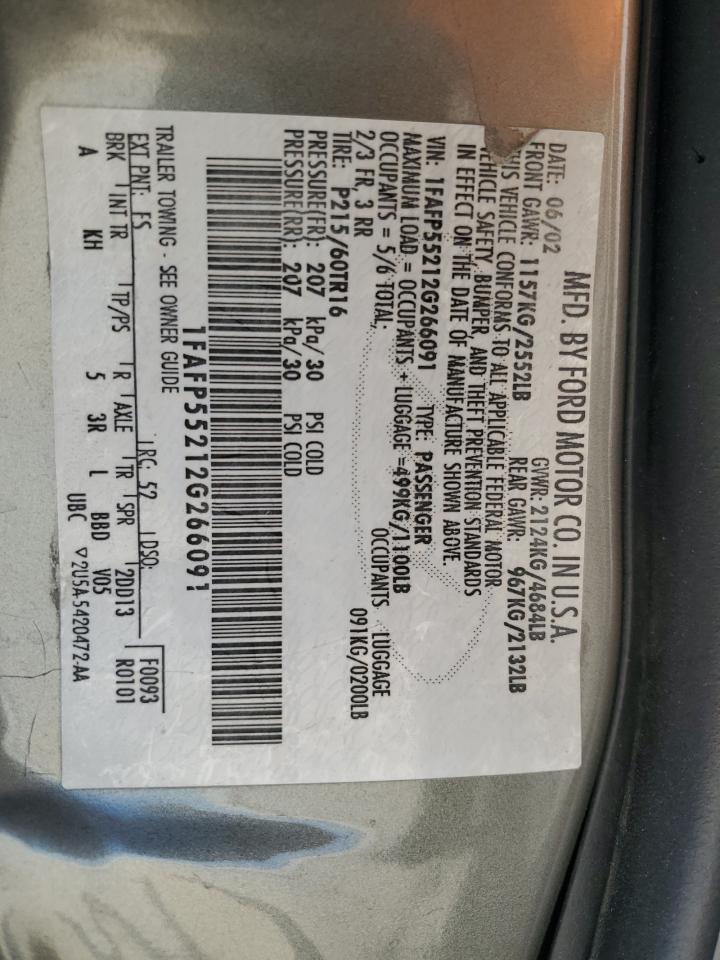 MFD. BY FORD MOTOR CO. IN U.S.A.
DATE: 06/02 GVWR: 2124KG/4684LB
FRONT GAWR: 1157KG/2552LB REAR GAWR: 967KG/2132LB
VEHICLE CONFORMS TO ALL APPLICABLE FEDERAL MOTOR
VEHICLE SAFETY, BUMPER, AND THEFT PREVENTION STANDARDS
IN EFFECT ON THE DATE OF MANUFACTURE SHOWN ABOVE.
VIN: 1FAFP55212G266091 TYPE: PASSENGER
MAXIMUM LOAD = OCCUPANTS + LUGGAGE =499KG/1100LB
OCCUPANTS = 5/6 TOTAL; OCCUPANTS LUGGAGE
2/3 FR, 3 RR 091KG/0200LB
TIRE: P215/60TR16
PRESSURE(FR): 207 kPa/30 PSI COLD
PRESSURE(RR): 207 kPa/30 PSI COLD
1FAFP55212G266091
TRAILER TOWING - SEE OWNER GUIDE
EXT PNT: FS RC: 52 DSO: F0093
BRK INT TR TP/PS R AXLE TR SPR 2DD13 R0101
A KH 5 3R L BBD V05
UBC ▽2U5A-5420472-AA